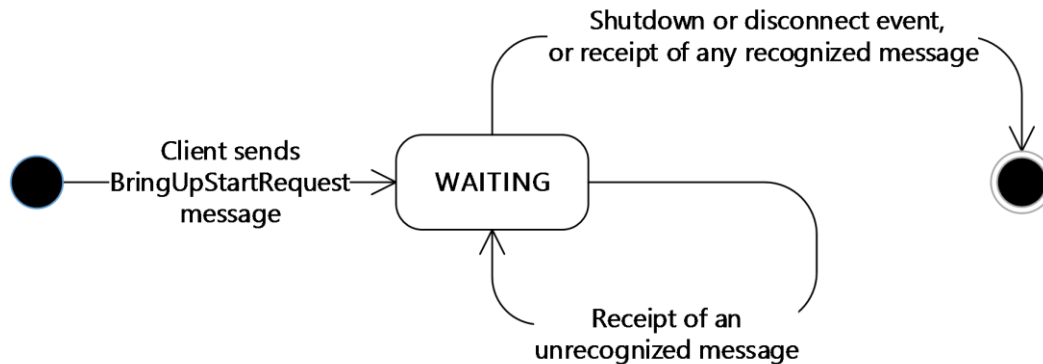 Shutdown or disconnect event,
or receipt of any recognized message
Client sends
BringUpStartRequest
message
WAITING
Receipt of an
unrecognized message